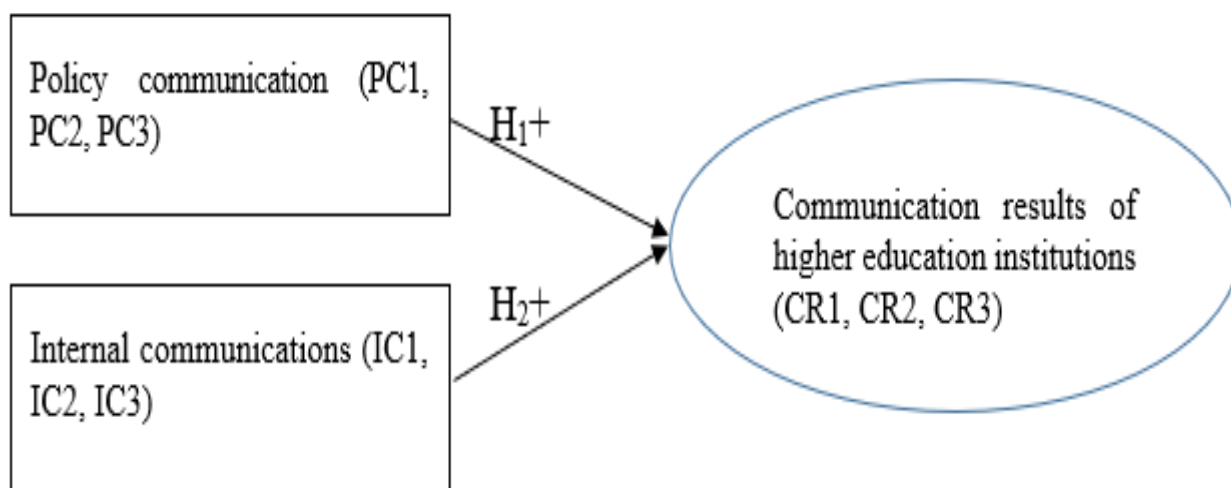 Policy communication (PC1,
PC2, PC3)
H₁+
Communication results of
higher education institutions
(CR1, CR2, CR3)
H₂+
Internal communications (IC1,
IC2, IC3)